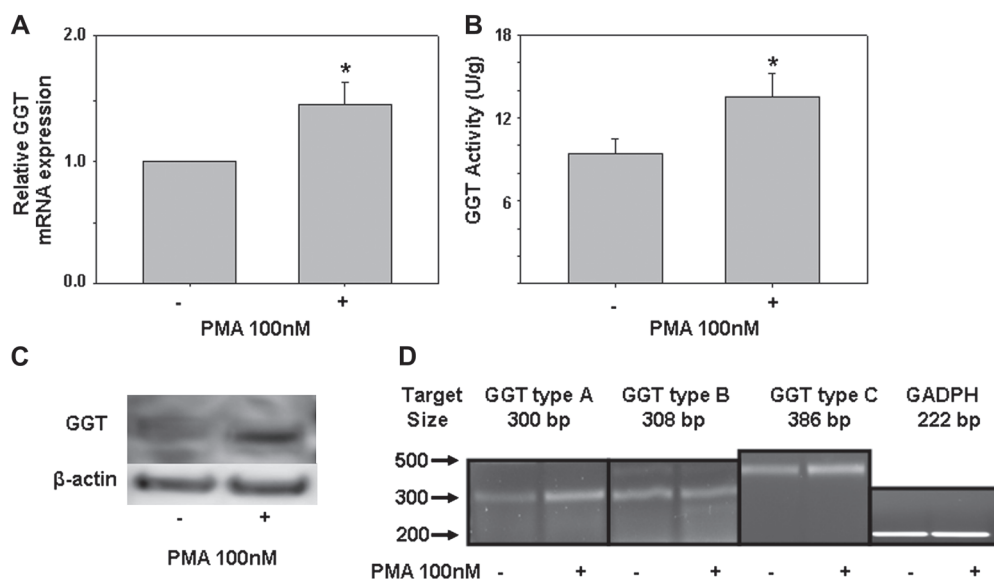 A
2.0
1.0
0.0
Relative GGT
mRNA expression
*
- +
PMA 100nM
B
18
12
6
GGT Activity (U/g)
*
- +
PMA 100nM
C
GGT
β-actin
- +
PMA 100nM
D
Target Size
GGT type A
300 bp
GGT type B
308 bp
GGT type C
386 bp
GADPH
222 bp
500
300
200
PMA 100nM - + - + - + - +